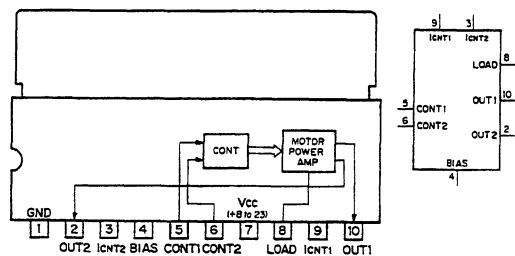 CONT
MOTOR
POWER
AMP
Vcc
(+8 to 23)
GND
1 2 3 4 5 6 7 8 9 10
OUT2 ICNT2 BIAS CONT1 CONT2 LOAD ICNT1 OUT1
9 3
ICNT1 ICNT2
LOAD 8
OUT1 10
5 CONT1
6 CONT2
OUT2 2
BIAS
4